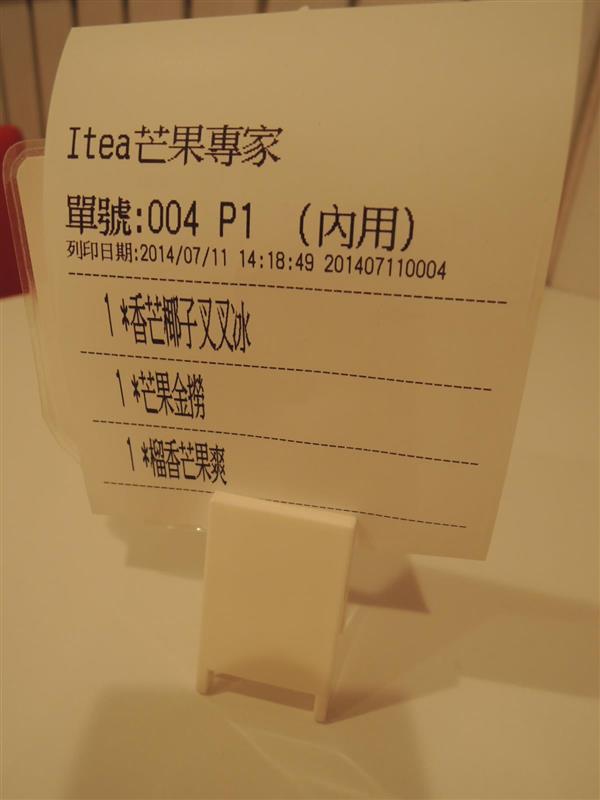 Itea芒果專家
單號:004 P1 (內用)
列印日期:2014/07/11 14:18:49 201407110004
1 *香芒椰子叉叉冰
1 *芒果金撈
1 *榴香芒果爽